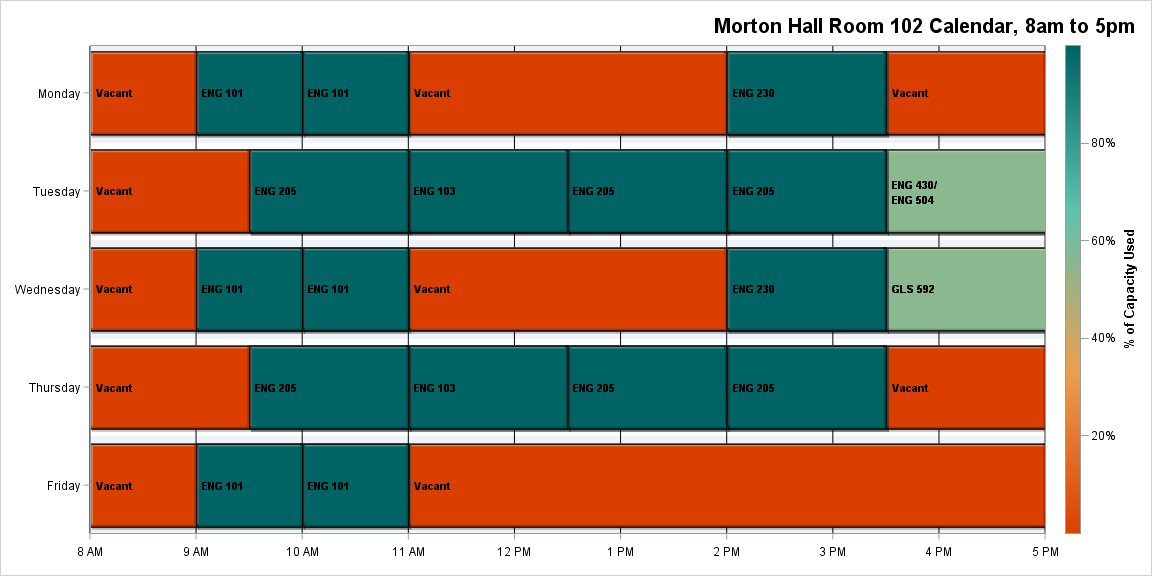 Morton Hall Room 102 Calendar, 8am to 5pm
Monday
Vacant
ENG 101
ENG 101
Vacant
ENG 230
Vacant
Tuesday
Vacant
ENG 205
ENG 103
ENG 205
ENG 205
ENG 430/
ENG 504
Wednesday
Vacant
ENG 101
ENG 101
Vacant
ENG 230
GLS 592
Thursday
Vacant
ENG 205
ENG 103
ENG 205
ENG 205
Vacant
Friday
Vacant
ENG 101
ENG 101
Vacant
8 AM
9 AM
10 AM
11 AM
12 PM
1 PM
2 PM
3 PM
4 PM
5 PM
80%
60%
40%
20%
% of Capacity Used